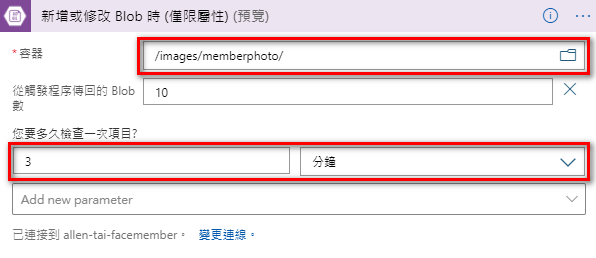 新增或修改 Blob 時 (僅限屬性) (預覽)
*容器
/images/memberphoto/
從觸發程序傳回的 Blob
數
10
您要多久檢查一次項目?
3
分鐘
Add new parameter
已連接到 allen-tai-facemember。 變更連線。